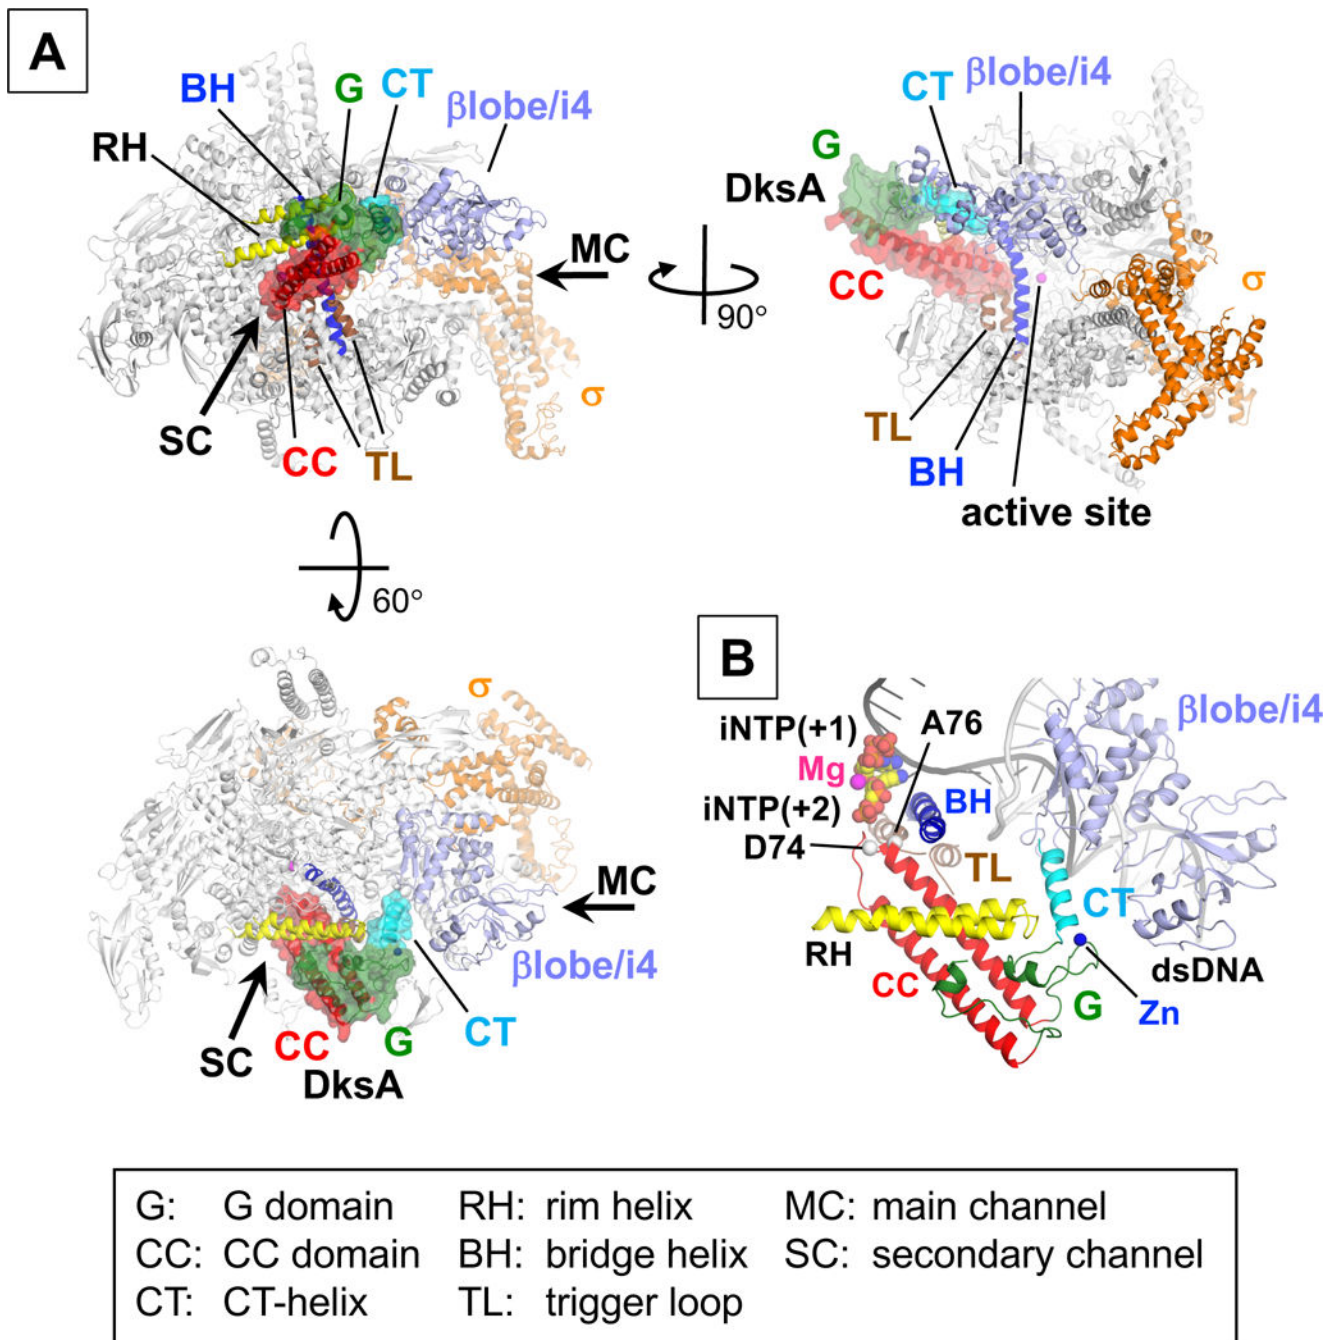 A
BH
G
CT
βlobe/i4
RH
MC
SC
CC
TL
σ
90°
CT
βlobe/i4
G
DksA
CC
σ
TL
BH
active site
60°
σ
MC
βlobe/i4
SC
CC
G
CT
DksA
B
iNTP(+1)
A76
βlobe/i4
Mg
BH
iNTP(+2)
D74
TL
CT
RH
CC
dsDNA
G
Zn
G: G domain RH: rim helix MC: main channel
CC: CC domain BH: bridge helix SC: secondary channel
CT: CT-helix TL: trigger loop